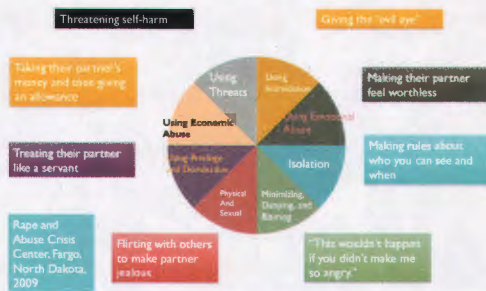 Threatening self-harm
Giving the "evil eye"
Taking their partner's
money and then giving
an allowance
Using
Threats
Using
Intimidation
Making their partner
feel worthless
Using Economic
Abuse
Using Emotional
Abuse
Treating their partner
like a servant
Using Privilege
and Domination
Isolation
Making rules about
who you can see and
when
Physical
And
Sexual
Minimizing,
Denying, and
Blaming
Rape and
Abuse Crisis
Center, Fargo,
North Dakota,
2009
Flirting with others
to make partner
jealous
"This wouldn't happen
if you didn't make me
so angry."